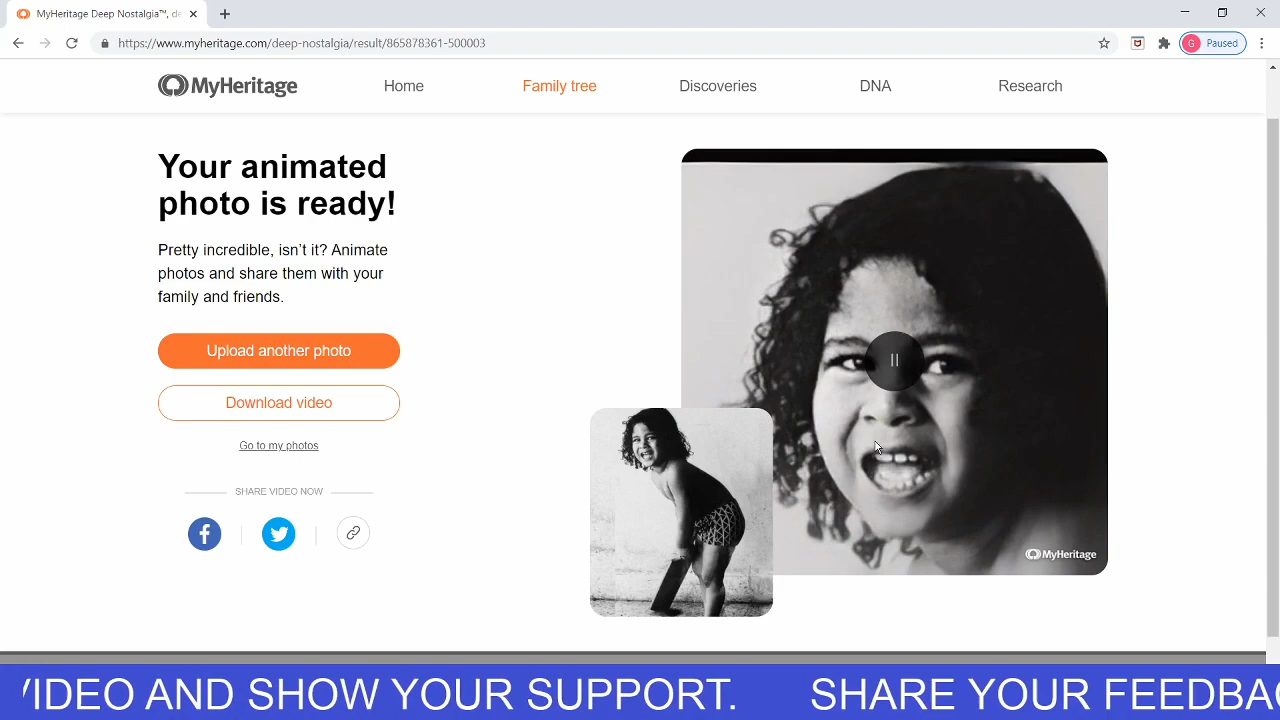 MyHeritage Deep Nostalgia™, de
https://www.myheritage.com/deep-nostalgia/result/865878361-500003
G Paused
MyHeritage
Home
Family tree
Discoveries
DNA
Research
Your animated
photo is ready!
Pretty incredible, isn't it? Animate
photos and share them with your
family and friends.
Upload another photo
Download video
Go to my photos
SHARE VIDEO NOW
MyHeritage
VIDEO AND SHOW YOUR SUPPORT. SHARE YOUR FEEDBA